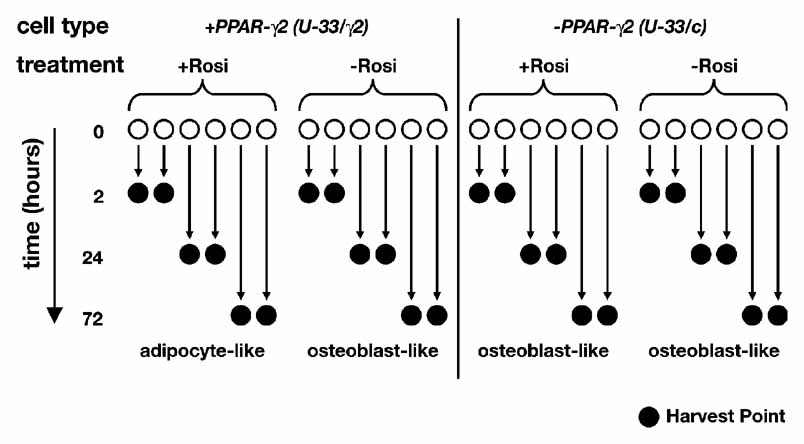 cell type +PPAR-γ2 (U-33/γ2) -PPAR-γ2 (U-33/c)
treatment +Rosi -Rosi +Rosi -Rosi
time (hours)
0
2
24
72
adipocyte-like osteoblast-like osteoblast-like osteoblast-like
Harvest Point